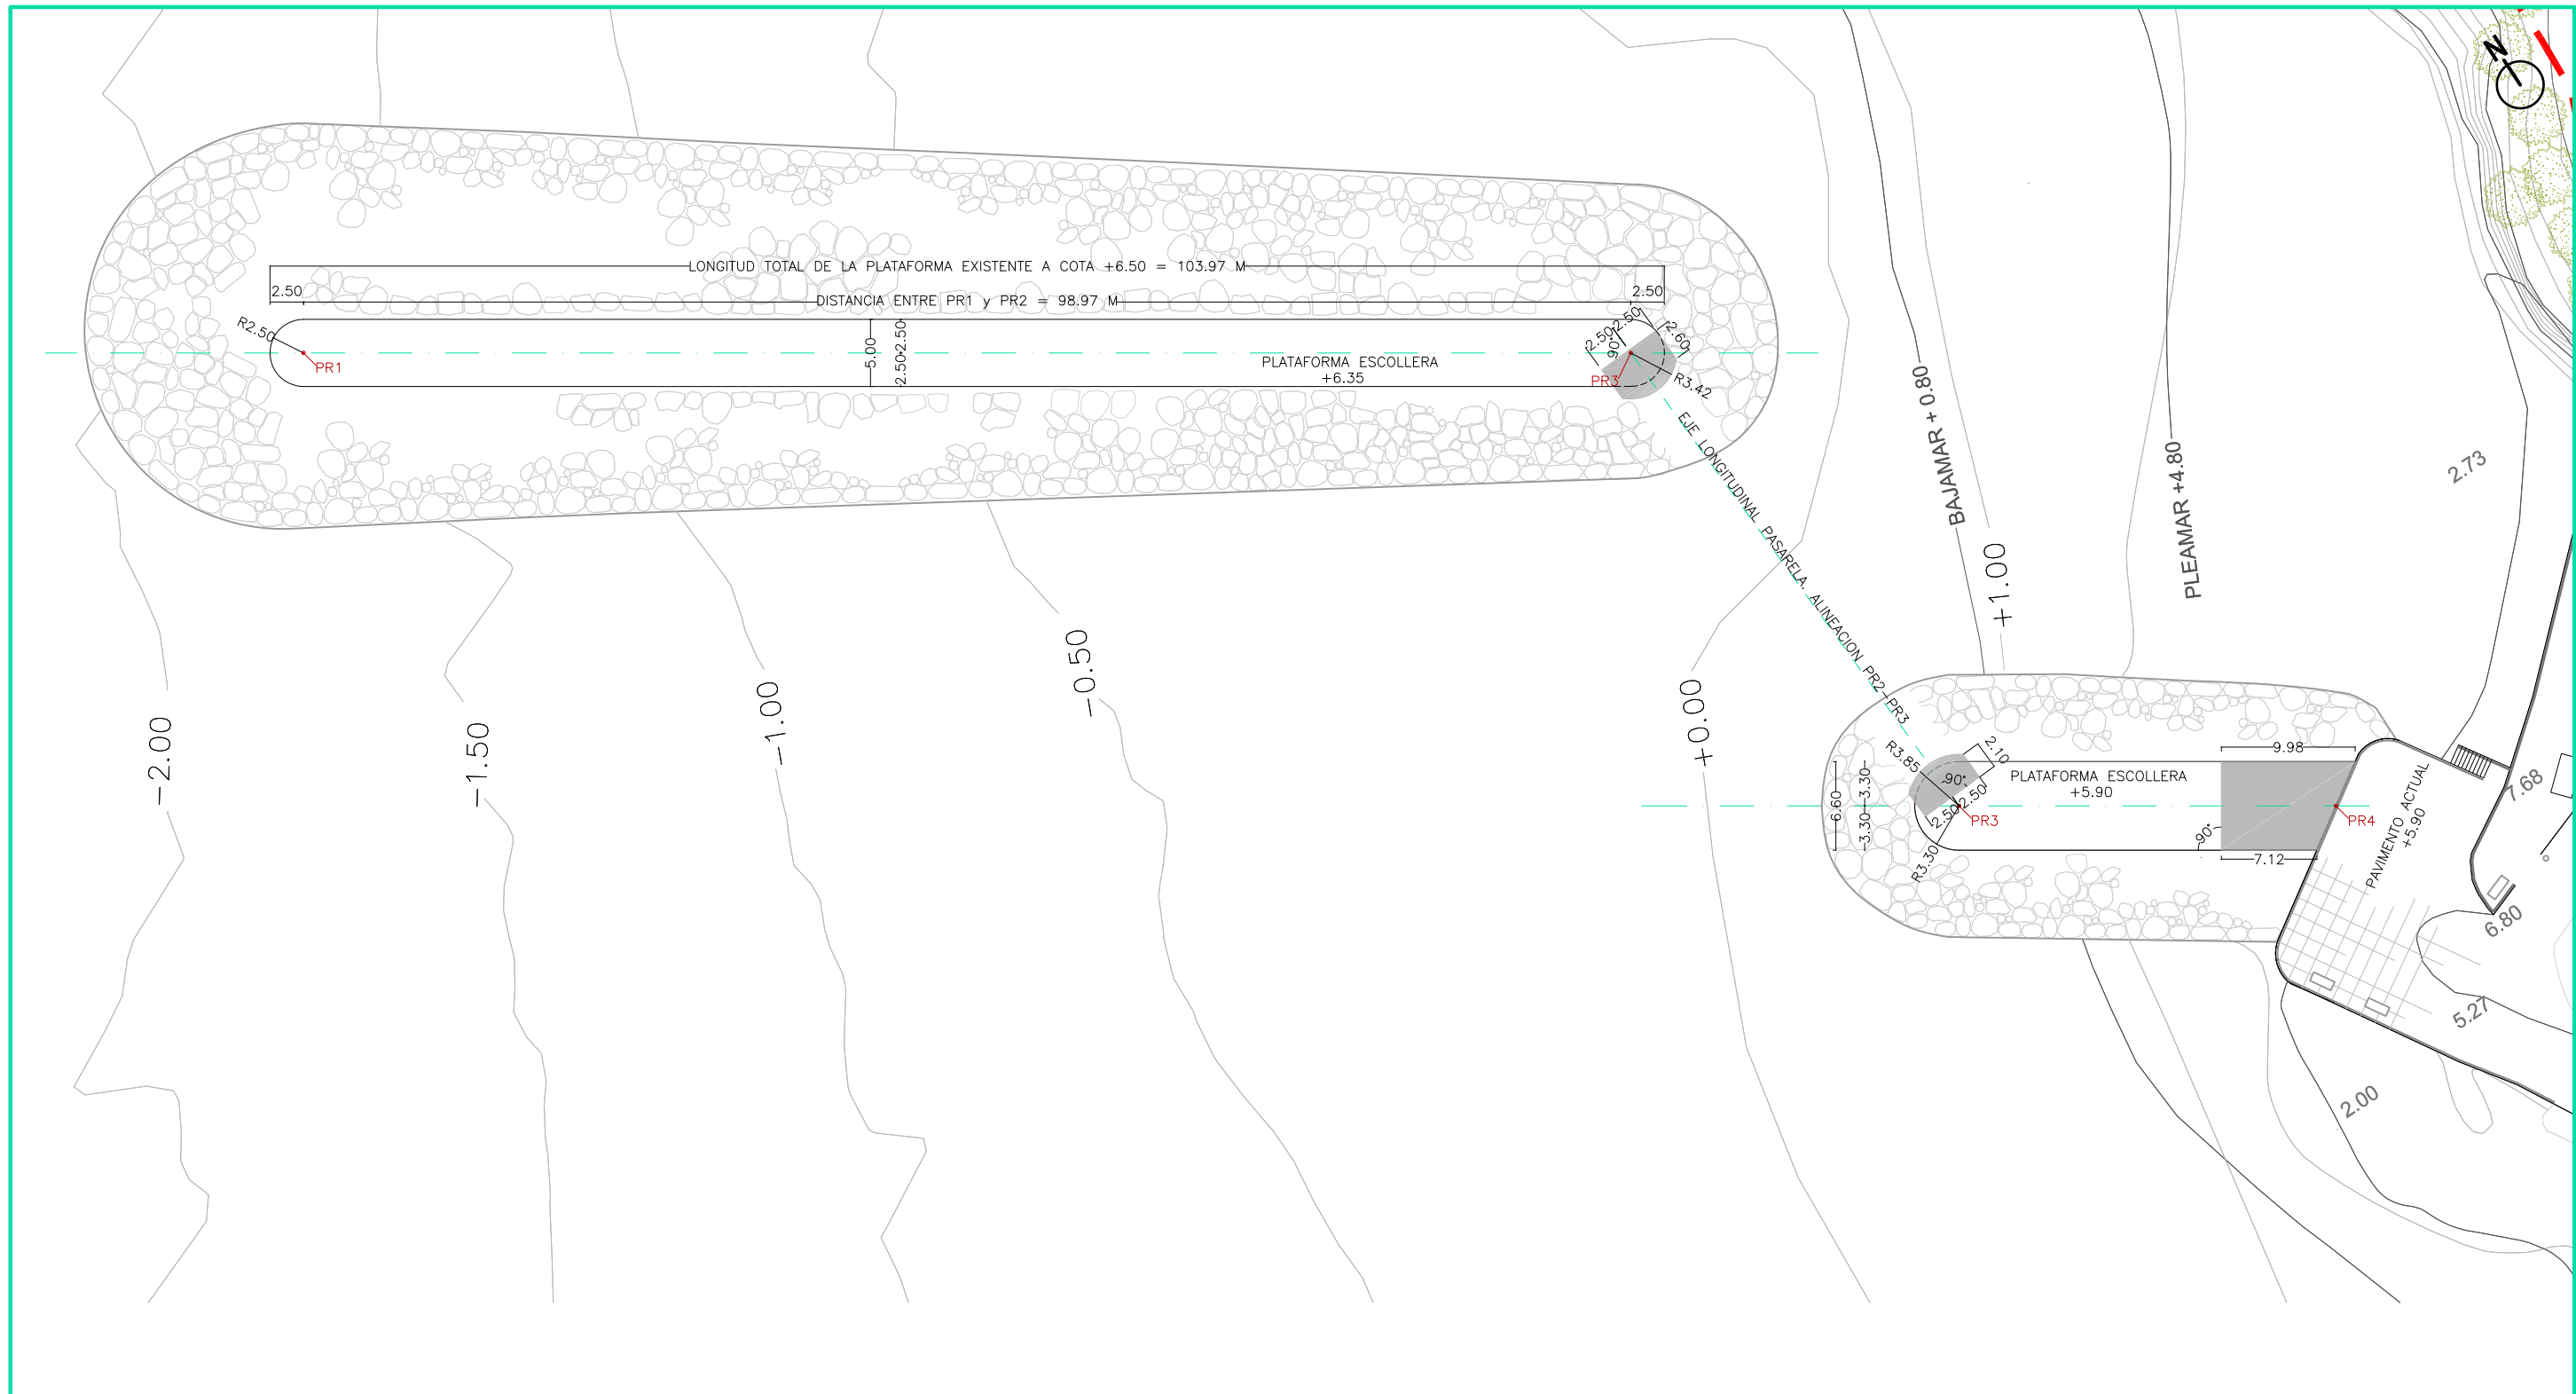 N
LONGITUD TOTAL DE LA PLATAFORMA EXISTENTE A COTA +6.50 = 103.97 M
2.50
DISTANCIA ENTRE PR1 y PR2 = 98.97 M
2.50
R2.50
PR1
5.00
2.50
2.50
PLATAFORMA ESCOLLERA
+6.35
2.50
2.50
90°
2.60
PR3
R3.42
EJE LONGITUDINAL PASARELA. ALINEACION PR2-PR3
BAJAMAR + 0.80
PLEAMAR +4.80
+1.00
2.73
-2.00
-1.50
-1.00
-0.50
+0.00
R3.85
2.10
90°
2.50
2.50
PR3
R3.30
6.60
3.30
3.30
PLATAFORMA ESCOLLERA
+5.90
9.98
90°
7.12
PR4
PAVIMENTO ACTUAL
+5.90
7.68
6.80
5.27
2.00